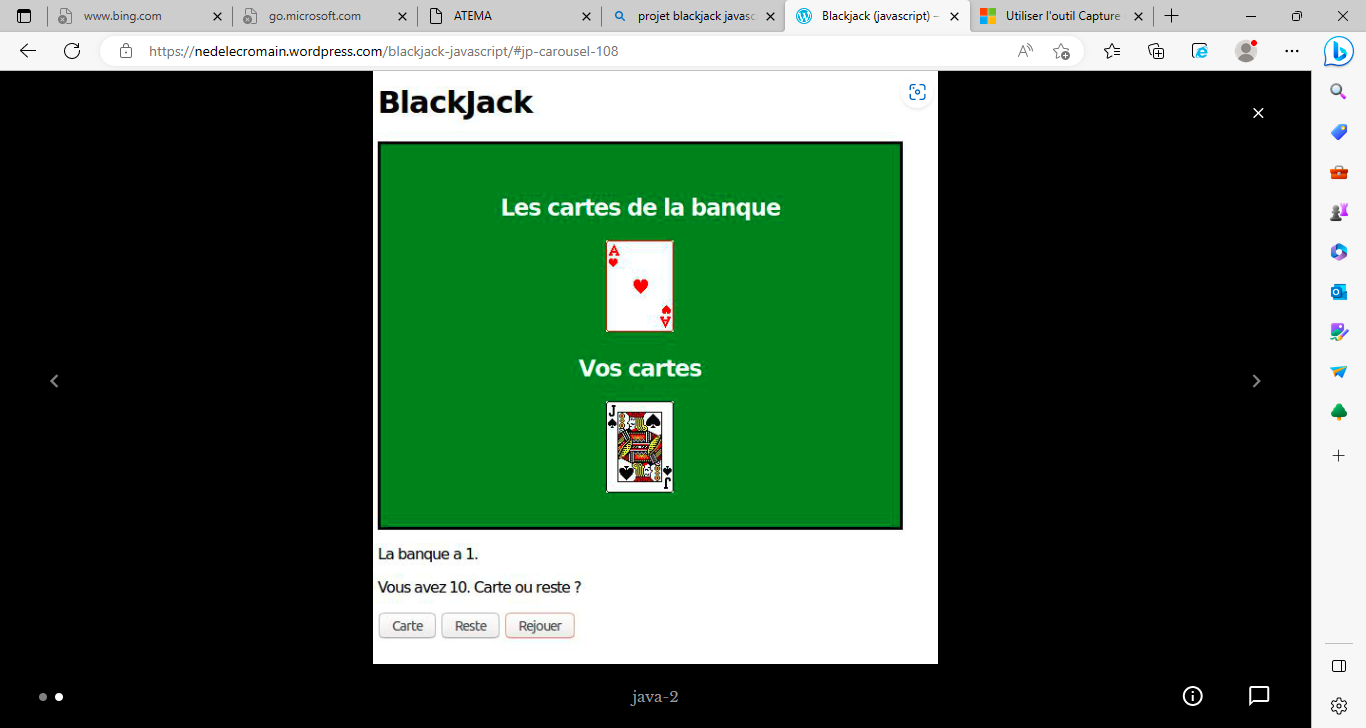 www.bing.com
go.microsoft.com
ATEMA
projet blackjack javasc
Blackjack (javascript) –
Utiliser l'outil Capture
https://nedelecromain.wordpress.com/blackjack-javascript/#jp-carousel-108
BlackJack
Les cartes de la banque
A
A
Vos cartes
J
J
La banque a 1.
Vous avez 10. Carte ou reste ?
Carte Reste Rejouer
java-2